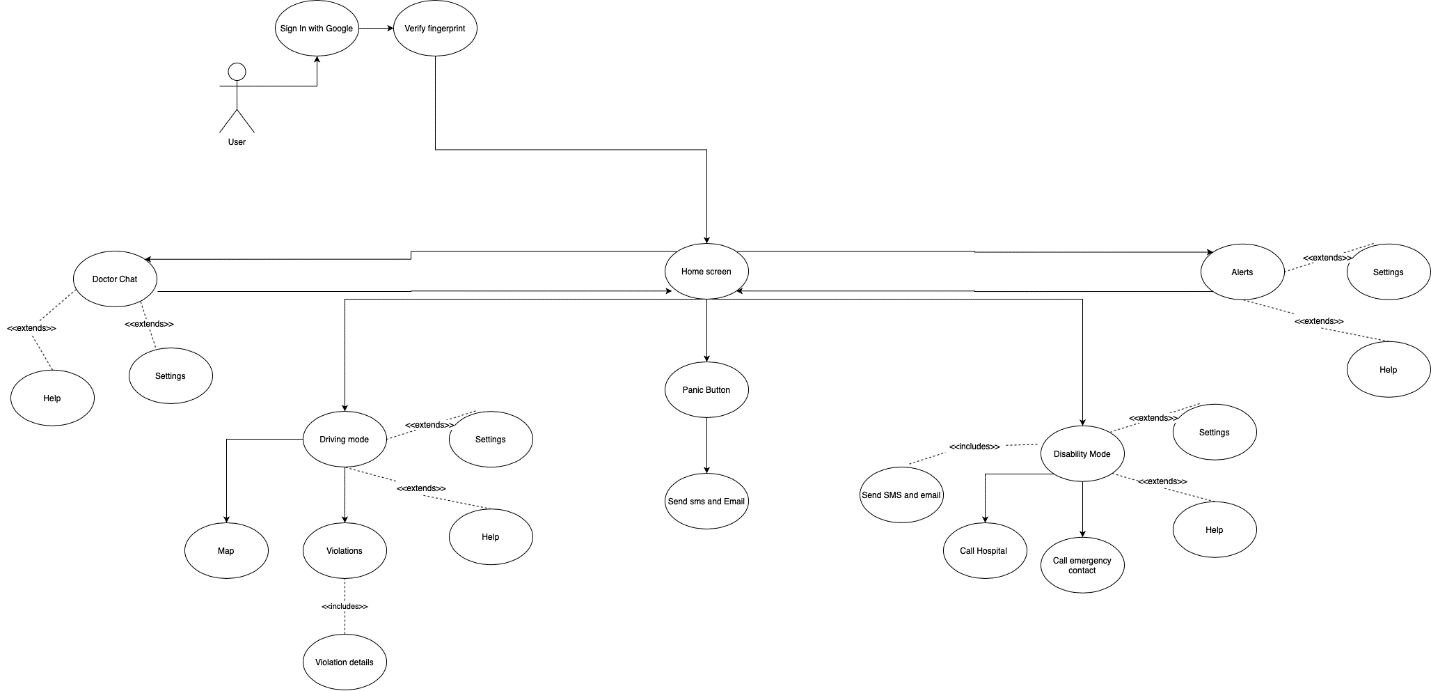 Sign In with Google
Verify fingerprint
User
Home screen
Doctor Chat
Alerts
<<extends>>
Settings
<<extends>>
<<extends>>
<<extends>>
Help
Settings
Help
Panic Button
Driving mode
<<extends>>
Settings
<<extends>>
Help
Map
Violations
<<includes>>
Violation details
Send sms and Email
Disability Mode
<<extends>>
Settings
<<includes>>
Send SMS and email
<<extends>>
Help
Call Hospital
Call emergency
contact